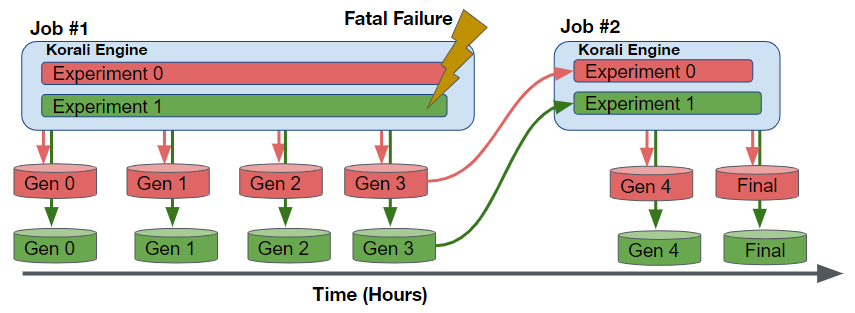 Fatal Failure
Job #1
Job #2
Korali Engine
Korali Engine
Experiment 0
Experiment 0
Experiment 1
Experiment 1
Gen 0
Gen 1
Gen 2
Gen 3
Gen 4
Final
Gen 0
Gen 1
Gen 2
Gen 3
Gen 4
Final
Time (Hours)